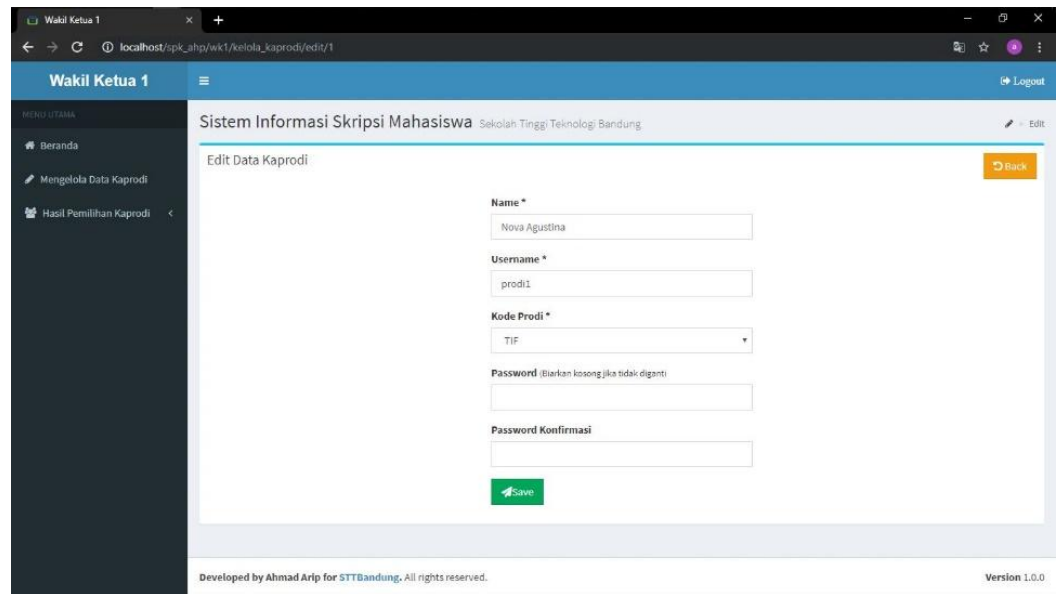 Wakil Ketua 1
localhost/spk_ahp/wk1/kelola_kaprodi/edit/1
a
Wakil Ketua 1
Logout
MENU UTAMA
Sistem Informasi Skripsi Mahasiswa Sekolah Tinggi Teknologi Bandung
Edit
Beranda
Edit Data Kaprodi
Back
Mengelola Data Kaprodi
Hasil Pemilihan Kaprodi
Name *
Nova Agustina
Username *
prodi1
Kode Prodi *
TIF
Password (Biarkan kosong jika tidak diganti
Password Konfirmasi
Save
Developed by Ahmad Arip for STTBandung. All rights reserved.
Version 1.0.0